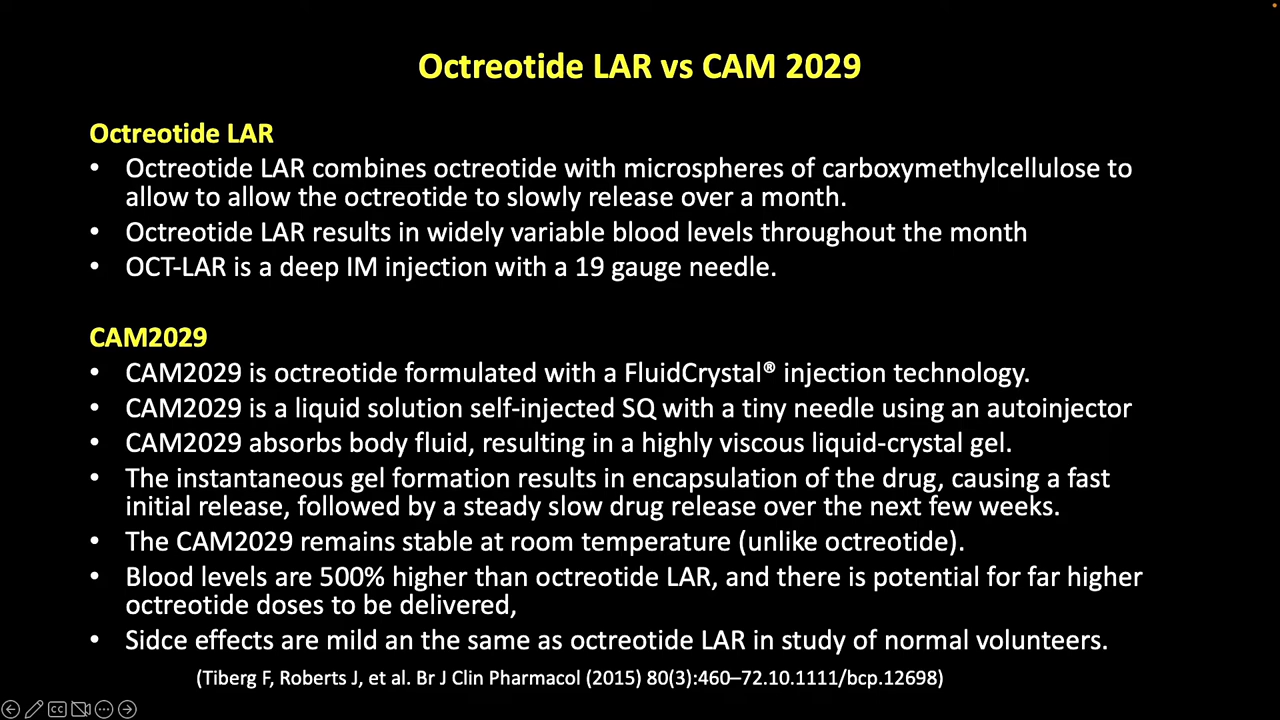 Octreotide LAR vs CAM 2029
Octreotide LAR
• Octreotide LAR combines octreotide with microspheres of carboxymethylcellulose to
allow to allow the octreotide to slowly release over a month.
• Octreotide LAR results in widely variable blood levels throughout the month
• OCT-LAR is a deep IM injection with a 19 gauge needle.
CAM2029
• CAM2029 is octreotide formulated with a FluidCrystal® injection technology.
• CAM2029 is a liquid solution self-injected SQ with a tiny needle using an autoinjector
• CAM2029 absorbs body fluid, resulting in a highly viscous liquid-crystal gel.
• The instantaneous gel formation results in encapsulation of the drug, causing a fast
initial release, followed by a steady slow drug release over the next few weeks.
• The CAM2029 remains stable at room temperature (unlike octreotide).
• Blood levels are 500% higher than octreotide LAR, and there is potential for far higher
octreotide doses to be delivered,
• Sidce effects are mild an the same as octreotide LAR in study of normal volunteers.
(Tiberg F, Roberts J, et al. Br J Clin Pharmacol (2015) 80(3):460–72.10.1111/bcp.12698)
CC